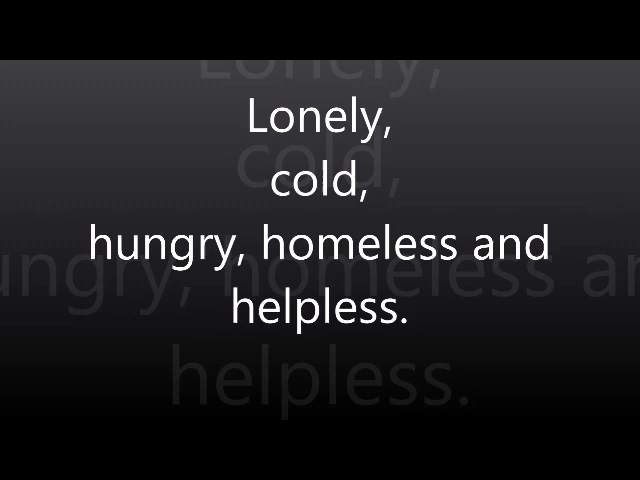 Lonely,
cold,
hungry, homeless and
helpless.